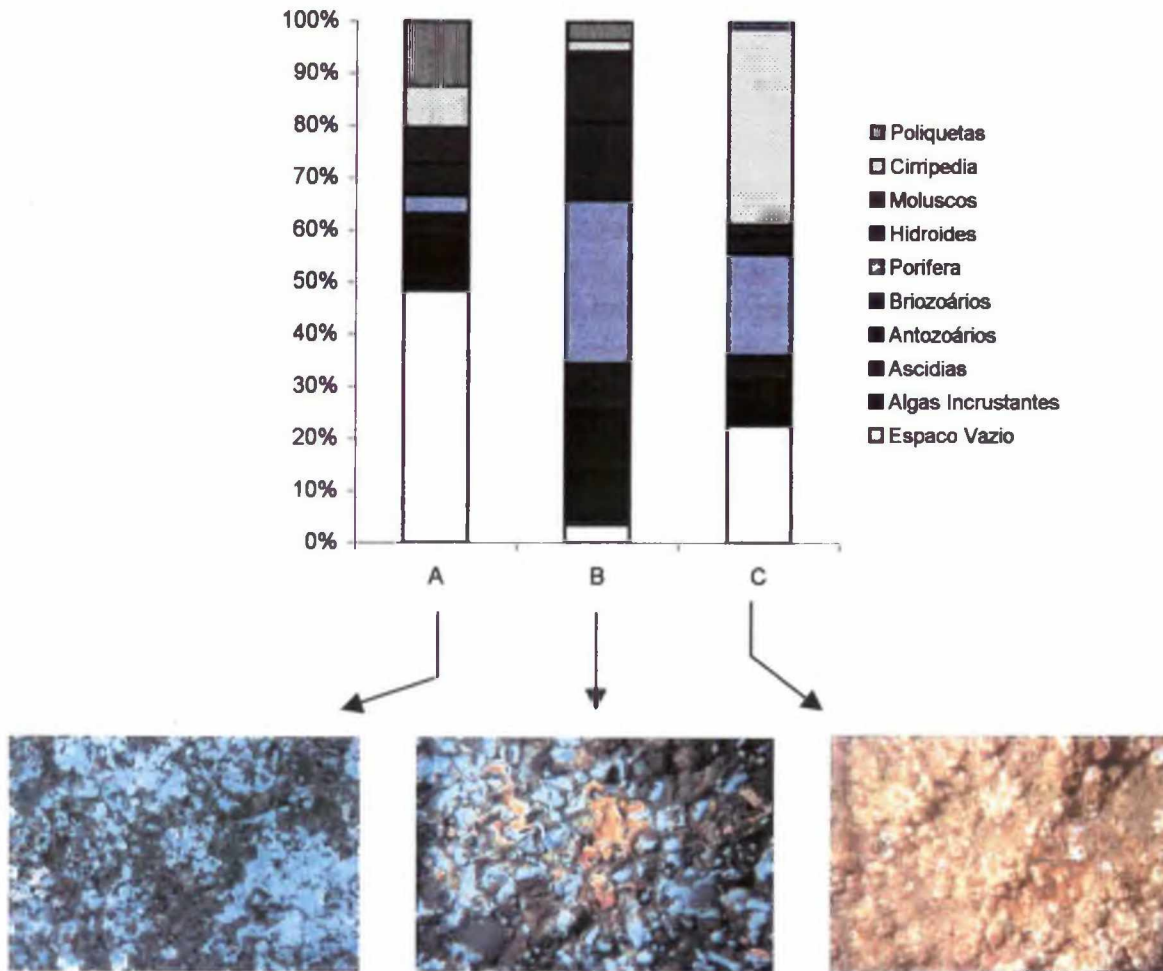 100%
90%
80%
70%
60%
50%
40%
30%
20%
10%
0%
A
B
C
Poliquetas
Cirripedia
Moluscos
Hidroides
Porifera
Briozoários
Antozoários
Ascidias
Algas Incrustantes
Espaco Vazio